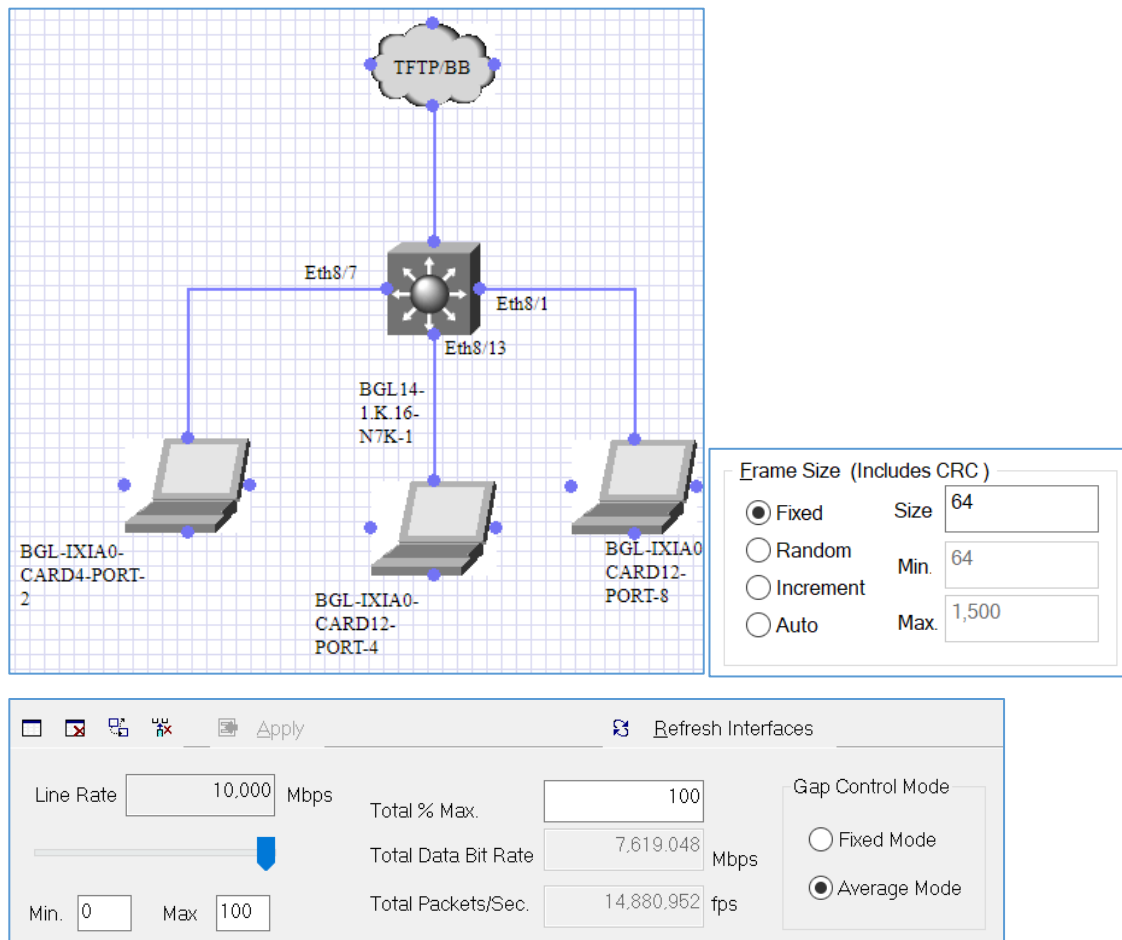 TFTP/BB
Eth8/7
Eth8/1
Eth8/13
BGL14-
1.K.16-
N7K-1
BGL-IXIA0-
CARD4-PORT-
2
BGL-IXIA0-
CARD12-
PORT-4
BGL-IXIA0
CARD12-
PORT-8
Frame Size (Includes CRC )
Fixed
Size 64
Random
Min. 64
Increment
Auto
Max. 1,500
Apply
Refresh Interfaces
Line Rate 10,000 Mbps
Min. 0 Max 100
Total % Max. 100
Total Data Bit Rate 7,619.048 Mbps
Total Packets/Sec. 14,880,952 fps
Gap Control Mode
Fixed Mode
Average Mode